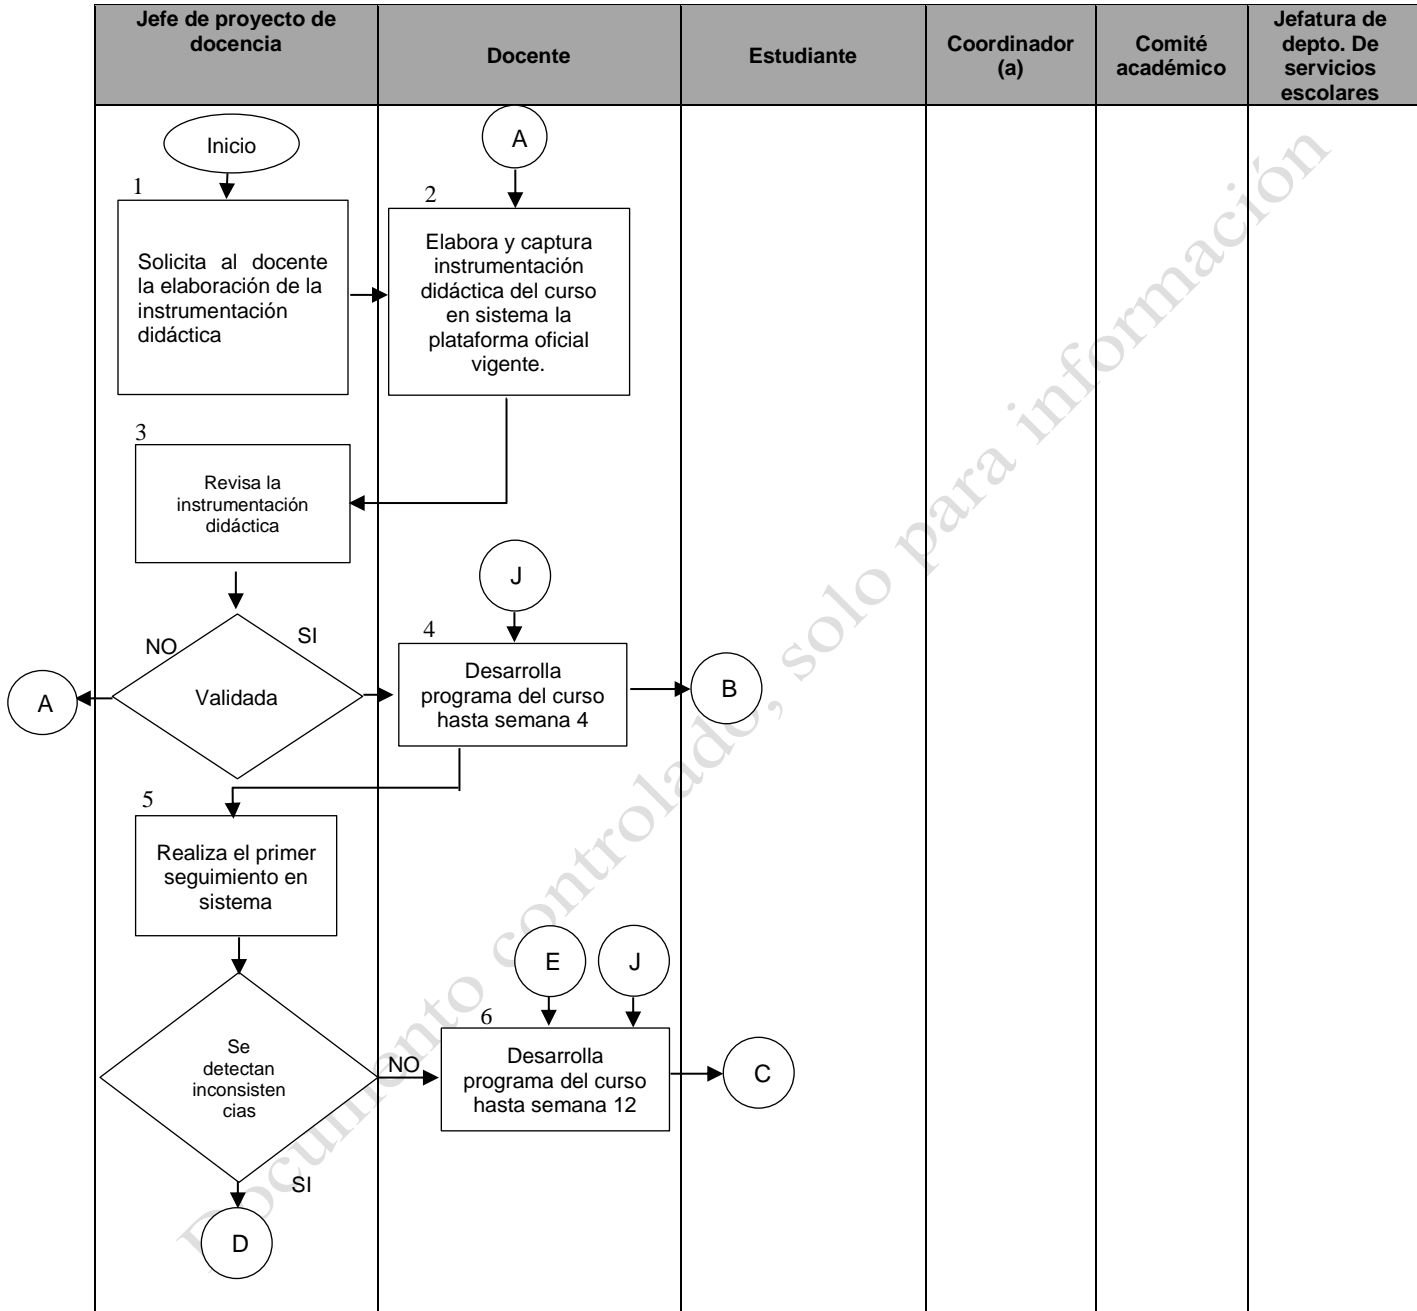 Jefe de proyecto de
docencia
Docente
Estudiante
Coordinador
(a)
Comité
académico
Jefatura de
depto. De
servicios
escolares
Inicio
A
1
Solicita al docente
la elaboración de la
instrumentación
didáctica
2
Elabora y captura
instrumentación
didáctica del curso
en sistema la
plataforma oficial
vigente.
3
Revisa la
instrumentación
didáctica
J
NO
SI
Validada
A
4
Desarrolla
programa del curso
hasta semana 4
B
5
Realiza el primer
seguimiento en
sistema
E
J
Se
detectan
inconsisten
cias
NO
6
Desarrolla
programa del curso
hasta semana 12
C
SI
D
Documento controlado, solo para información